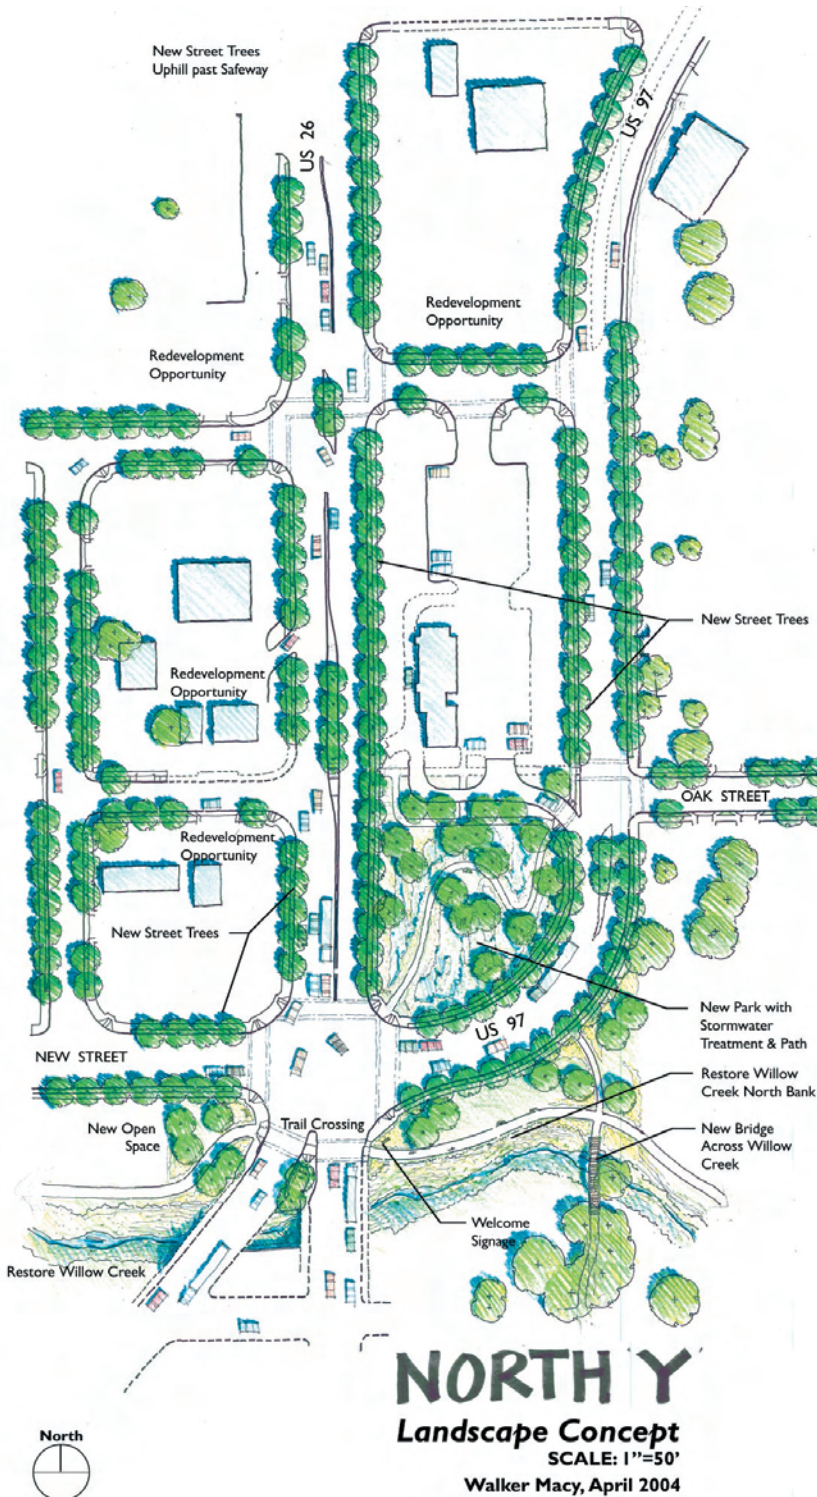 New Street Trees
Uphill past Safeway
US 26
US 97
Redevelopment
Opportunity
Redevelopment
Opportunity
New Street Trees
Redevelopment
Opportunity
OAK STREET
Redevelopment
Opportunity
New Street Trees
New Park with
Stormwater
Treatment & Path
US 97
NEW STREET
Restore Willow
Creek North Bank
New Open
Space
Trail Crossing
New Bridge
Across Willow
Creek
Welcome
Signage
Restore Willow Creek
NORTH Y
Landscape Concept
SCALE: 1”=50’
Walker Macy, April 2004
North